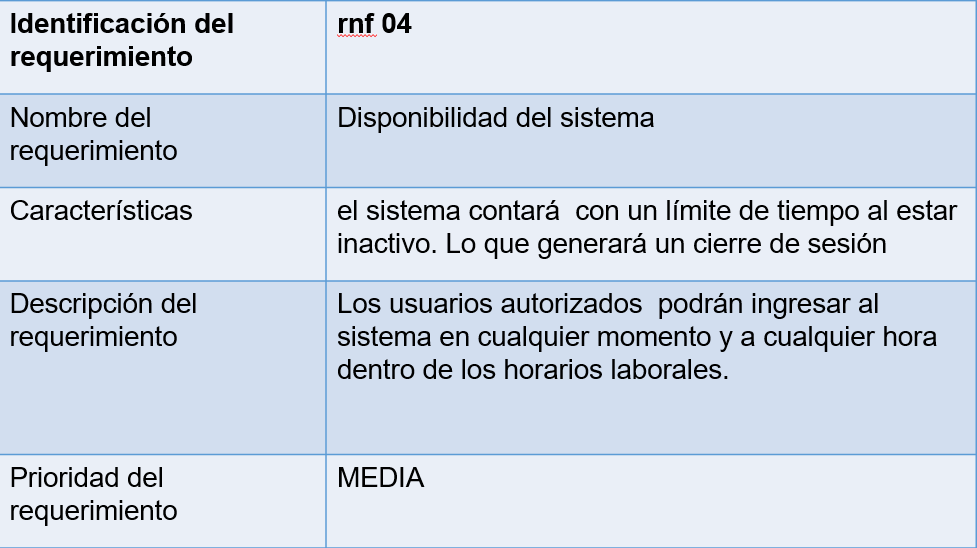 Identificación del
requerimiento
rnf 04
Nombre del
requerimiento
Disponibilidad del sistema
Características
el sistema contará  con un límite de tiempo al estar
inactivo. Lo que generará un cierre de sesión
Descripción del
requerimiento
Los usuarios autorizados  podrán ingresar al
sistema en cualquier momento y a cualquier hora
dentro de los horarios laborales.
Prioridad del
requerimiento
MEDIA